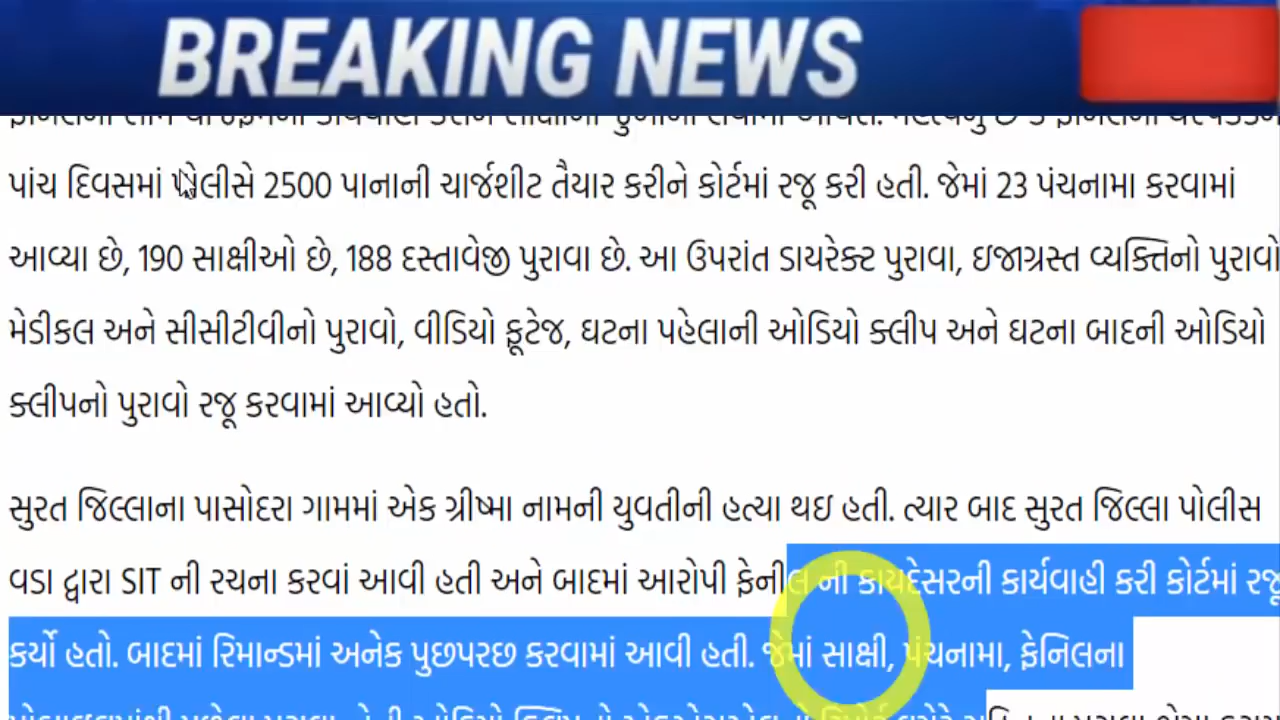 BREAKING NEWS
પાંચ દિવસમાં પોલીસે 2500 પાનાની ચાર્જશીટ તૈયાર કરીને કોર્ટમાં રજૂ કરી હતી. જેમાં 23 પંચનામા કરવામાં
આવ્યા છે, 190 સાક્ષીઓ છે, 188 દસ્તાવેજી પુરાવા છે. આ ઉપરાંત ડાયરેક્ટ પુરાવા, ઇજાગ્રસ્ત વ્યક્તિનો પુરાવો
મેડીકલ અને સીસીટીવીનો પુરાવો, વીડિયો ફૂટેજ, ઘટના પહેલાની ઓડિયો ક્લીપ અને ઘટના બાદની ઓડિયો
ક્લીપનો પુરાવો રજૂ કરવામાં આવ્યો હતો.
સુરત જિલ્લાના પાસોદરા ગામમાં એક ગ્રીષ્મા નામની યુવતીની હત્યા થઇ હતી. ત્યાર બાદ સુરત જિલ્લા પોલીસ
વડા દ્વારા SIT ની રચના કરવાં આવી હતી અને બાદમાં આરોપી ફેનીલ ની કાયદેસરની કાર્યવાહી કરી કોર્ટમાં રજૂ
કર્યો હતો. બાદમાં રિમાન્ડમાં અનેક પુછપરછ કરવામાં આવી હતી. જેમાં સાક્ષી, પંચનામા, ફેનિલના